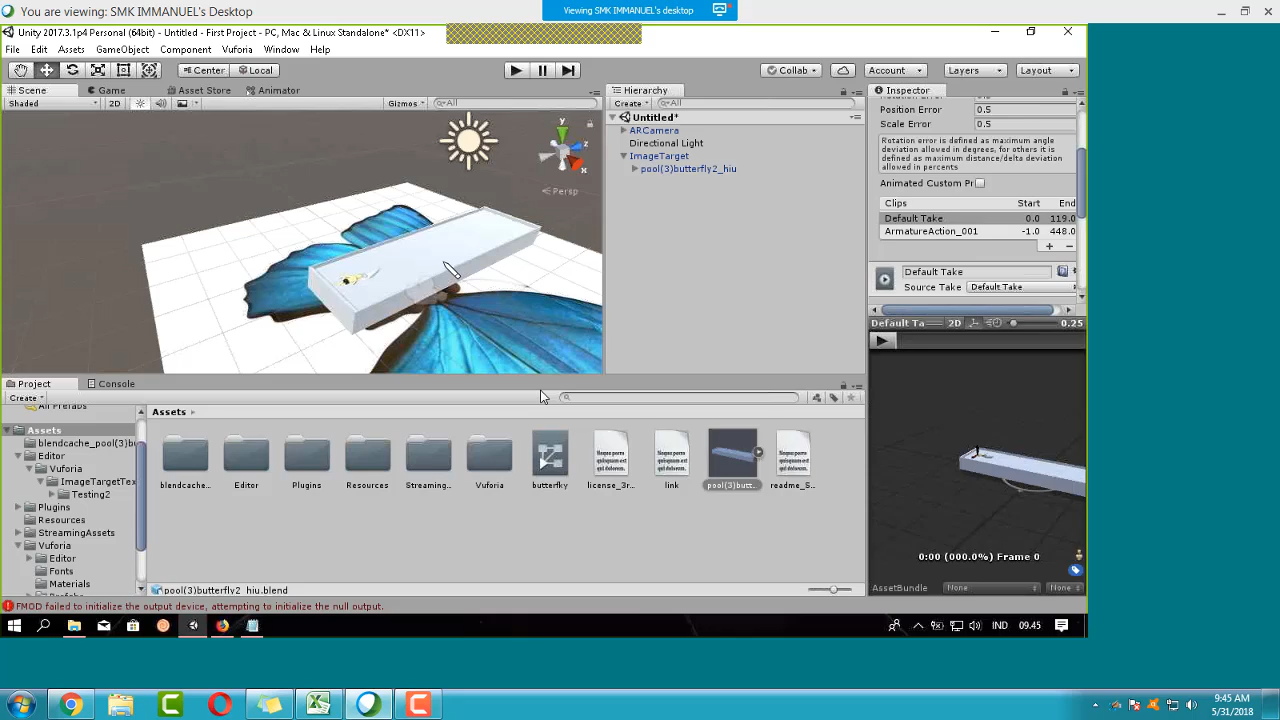 You are viewing: SMK IMMANUEL's Desktop
Viewing SMK IMMANUEL's desktop
Unity 2017.3.1p4 Personal (64bit) - Untitled - First Project - PC, Mac & Linux Standalone* <DX11>
File Edit Assets GameObject Component Vuforia Window Help
Center Local Collab Account Layers Layout
Scene Game Asset Store Animator
Shaded 2D Gizmos All
y
z
x
Persp
Hierarchy
Create All
Untitled*
ARCamera
Directional Light
ImageTarget
pool(3)butterfly2_hiu
Inspector
Position Error 0.5
Scale Error 0.5
Rotation error is defined as maximum angle
deviation allowed in degrees, for others it is
defined as maximum distance/delta deviation
allowed in percents
Animated Custom Pr
Clips Start End
Default Take 0.0 119.0
ArmatureAction_001 -1.0 448.0
Default Take
Source Take Default Take
Default Ta 2D 0.25
0:00 (000.0%) Frame 0
AssetBundle None None
Project Console
Create
All Prefabs
Assets
blendcache_pool(3)bu
Editor
Vuforia
ImageTargetTex
Testing2
Plugins
Resources
StreamingAssets
Vuforia
Editor
Fonts
Materials
Assets
blendcache... Editor Plugins Resources Streaming... Vuforia butterfky license_3r... link pool(3)butt... readme_S...
pool(3)butterfly2_hiu.blend
FMOD failed to initialize the output device, attempting to initialize the null output.
IND 09.45
9:45 AM
5/31/2018